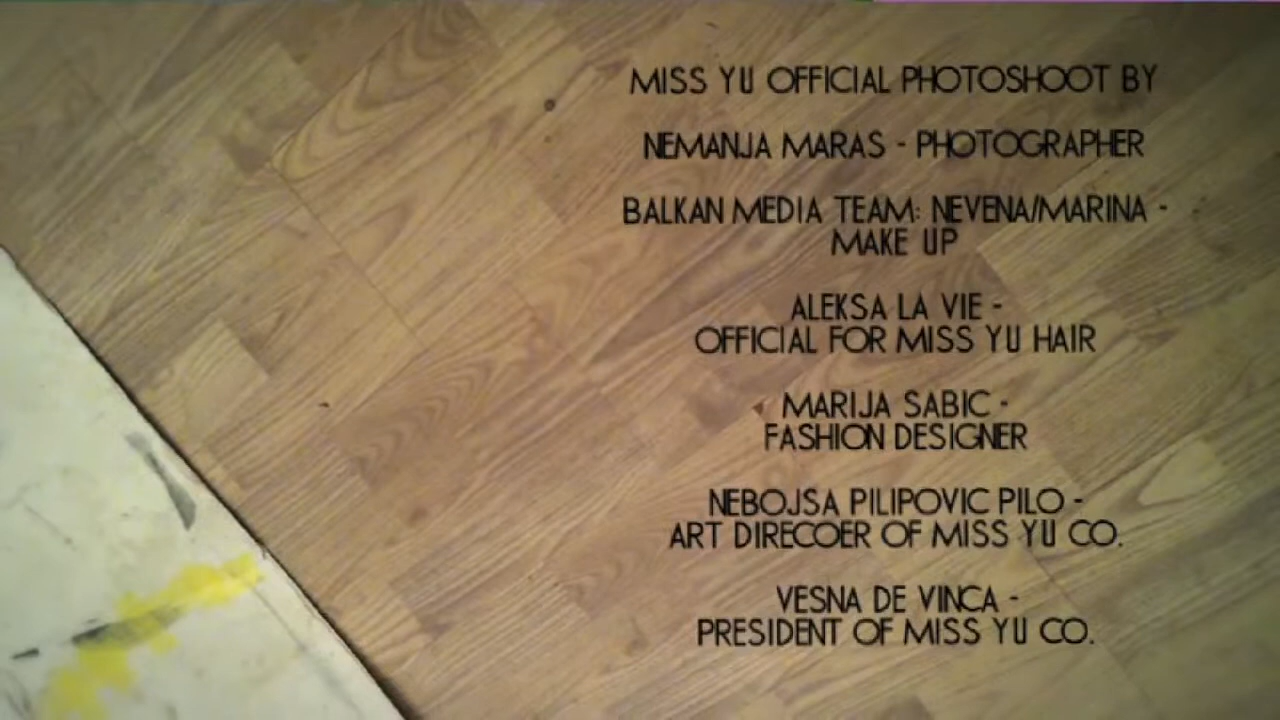 MISS YU OFFICIAL PHOTOSHOOT BY
NEMANJA MARAS - PHOTOGRAPHER
BALKAN MEDIA TEAM: NEVENA/MARINA -
MAKE UP
ALEKSA LA VIE -
OFFICIAL FOR MISS YU HAIR
MARIJA SABIC -
FASHION DESIGNER
NEBOJSA PILIPOVIC PILO -
ART DIRECOER OF MISS YU CO.
VESNA DE VINCA -
PRESIDENT OF MISS YU CO.